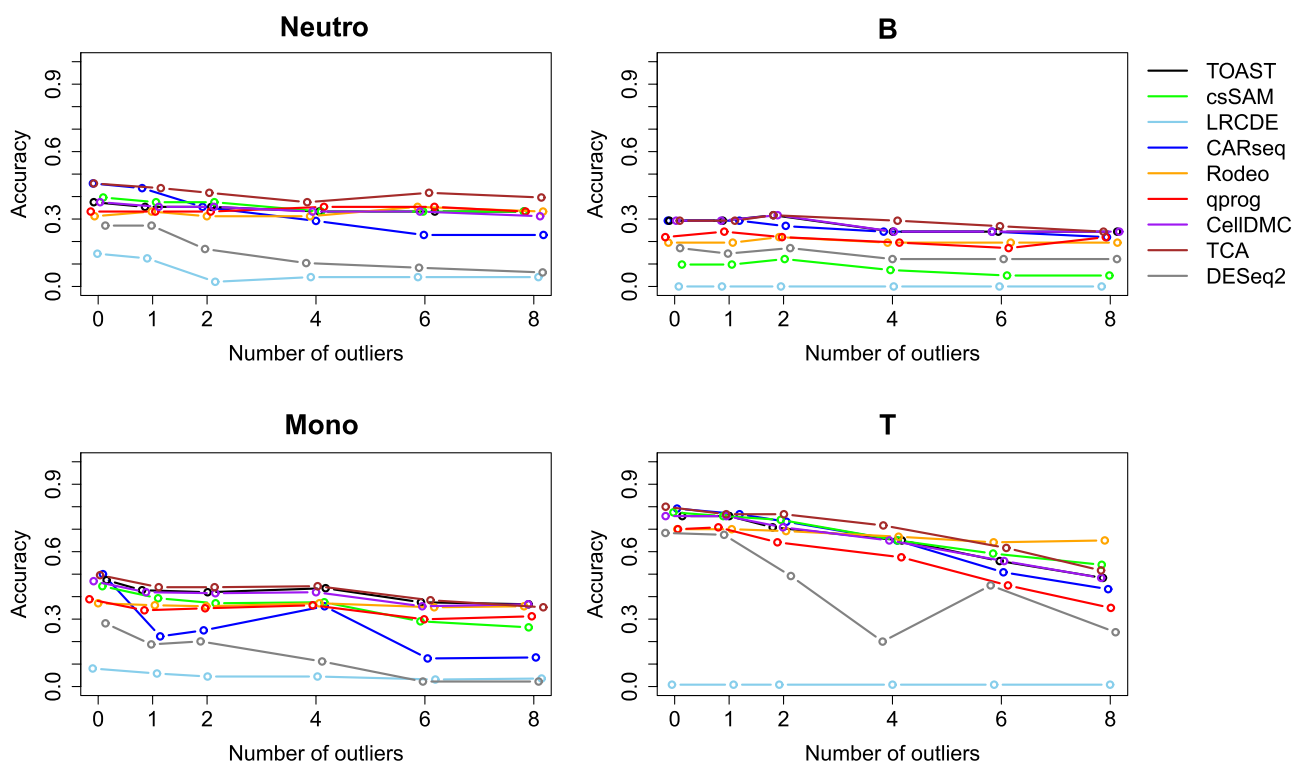 Neutro
Accuracy
0.0 0.3 0.6 0.9
0 1 2 4 6 8
Number of outliers
B
Accuracy
0.0 0.3 0.6 0.9
0 1 2 4 6 8
Number of outliers
TOAST
csSAM
LRCDE
CARseq
Rodeo
qprog
CellDMC
TCA
DESeq2
Mono
Accuracy
0.0 0.3 0.6 0.9
0 1 2 4 6 8
Number of outliers
T
Accuracy
0.0 0.3 0.6 0.9
0 1 2 4 6 8
Number of outliers